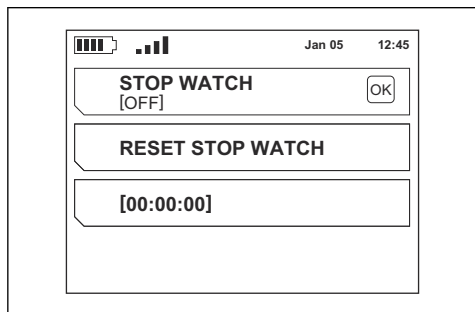 Jan 05 12:45
STOP WATCH
[OFF]
OK
RESET STOP WATCH
[00:00:00]